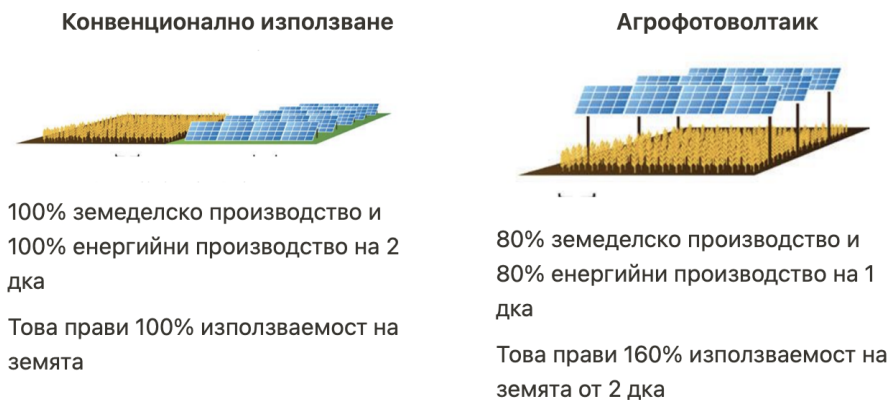 Конвенционално използване
100% земеделско производство и
100% енергийни производство на 2
дка
Това прави 100% използваемост на
земята
Агрофотоволтаик
80% земеделско производство и
80% енергийни производство на 1
дка
Това прави 160% използваемост на
земята от 2 дка